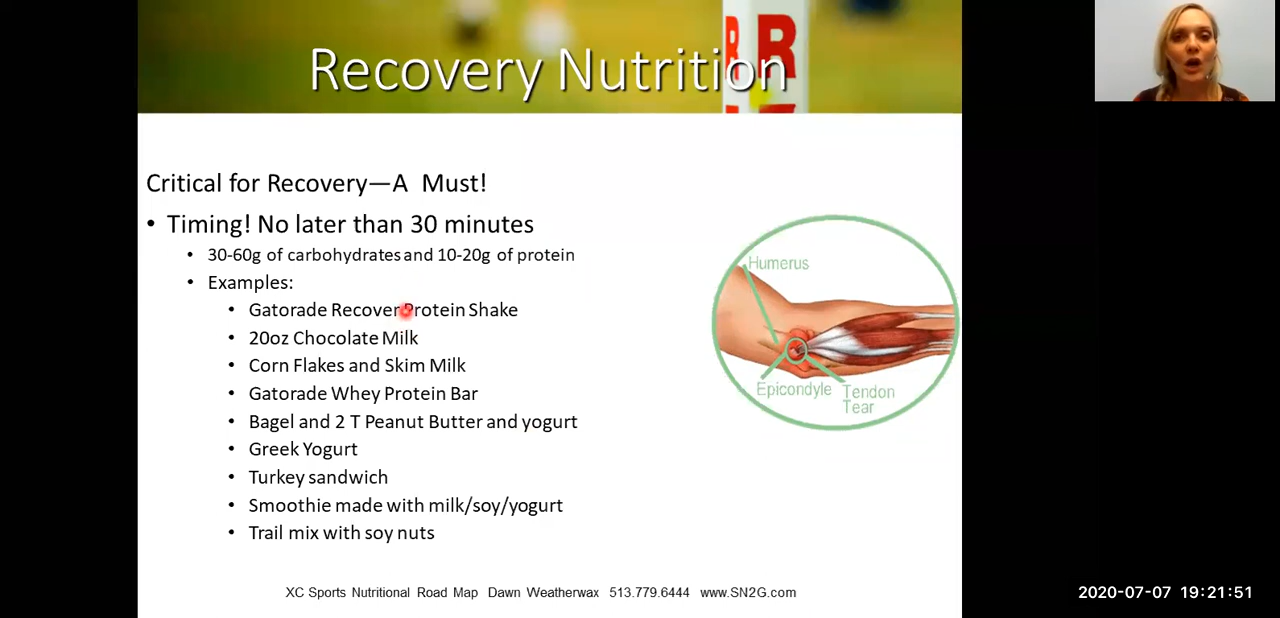 Recovery Nutrition
R R
Critical for Recovery—A Must!
• Timing! No later than 30 minutes
• 30-60g of carbohydrates and 10-20g of protein
• Examples:
• Gatorade Recover Protein Shake
• 20oz Chocolate Milk
• Corn Flakes and Skim Milk
• Gatorade Whey Protein Bar
• Bagel and 2 T Peanut Butter and yogurt
• Greek Yogurt
• Turkey sandwich
• Smoothie made with milk/soy/yogurt
• Trail mix with soy nuts
Humerus
Epicondyle
Tendon
Tear
XC Sports Nutritional Road Map Dawn Weatherwax 513.779.6444 www.SN2G.com
2020-07-07 19:21:51